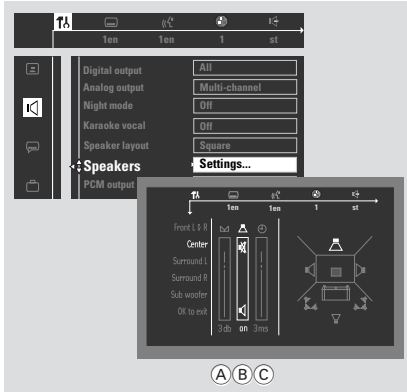 1en 1en 1 st
Digital output All
Analog output Multi-channel
Night mode Off
Karaoke vocal Off
Speaker layout Square
Speakers Settings...
PCM output
1en 1en 1 st
Front L & R
Center
Surround L
Surround R
Sub woofer
OK to exit
3db on 3ms
A B C